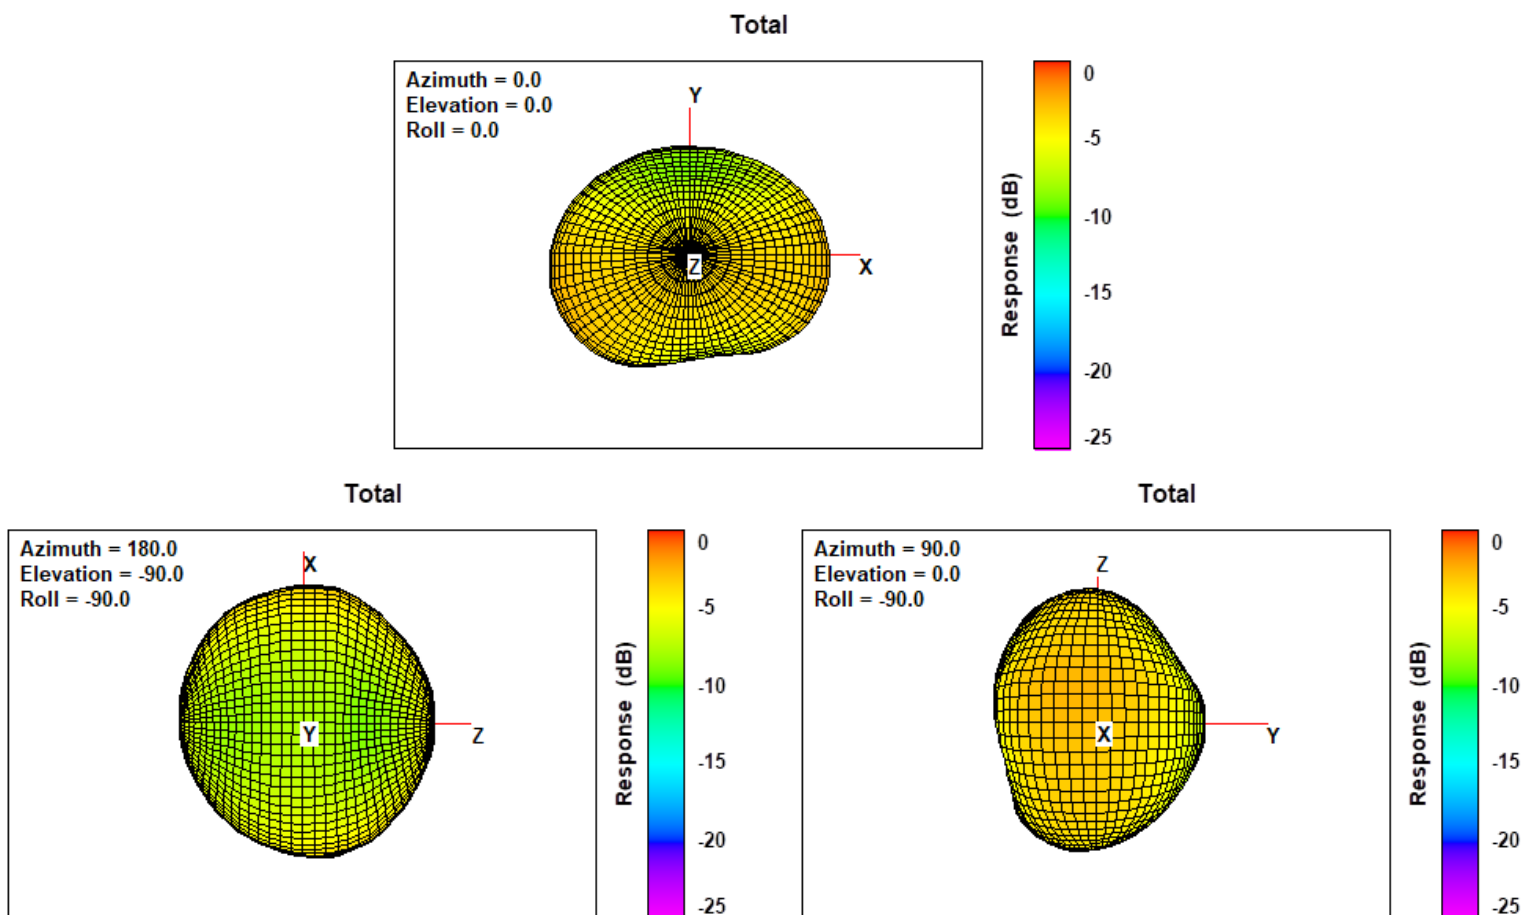 Total
Azimuth = 0.0
Elevation = 0.0
Roll = 0.0
Y
Z
X
Response (dB)
0
-5
-10
-15
-20
-25
Total
Azimuth = 180.0
Elevation = -90.0
Roll = -90.0
X
Y
Z
Response (dB)
0
-5
-10
-15
-20
-25
Total
Azimuth = 90.0
Elevation = 0.0
Roll = -90.0
Z
X
Y
Response (dB)
0
-5
-10
-15
-20
-25